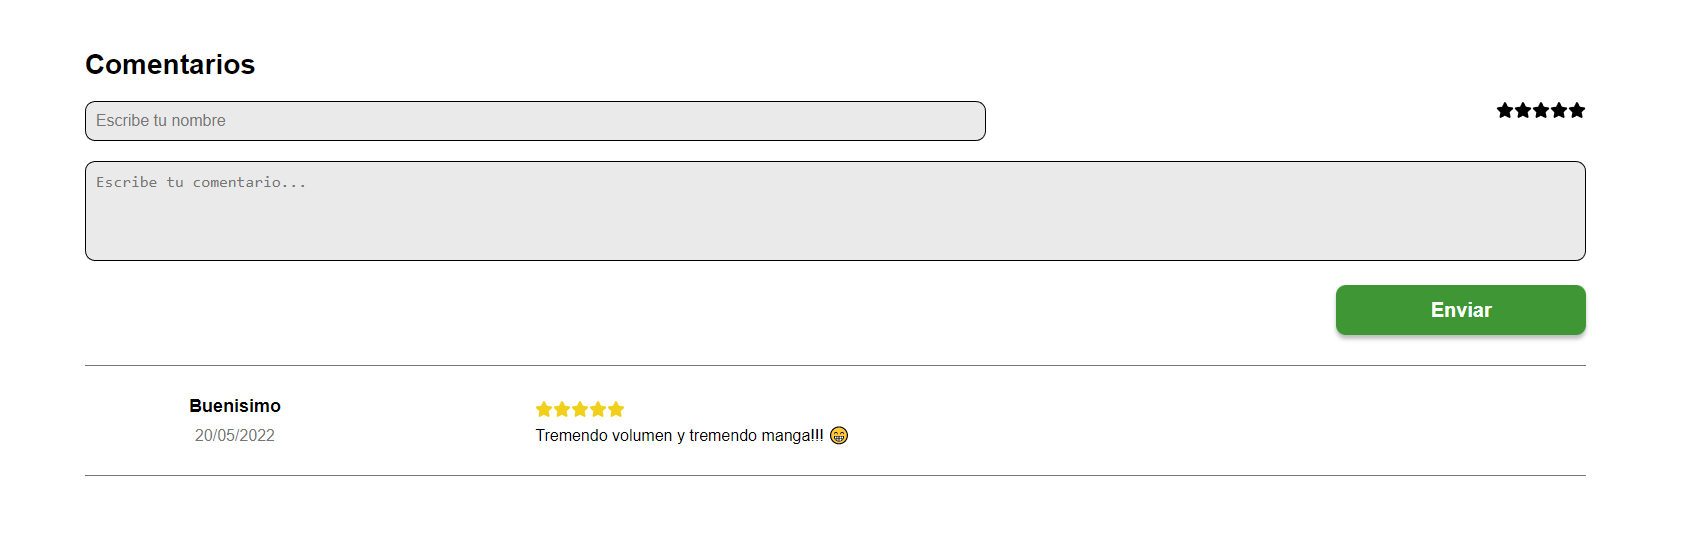 Comentarios
Escribe tu nombre
Escribe tu comentario...
Enviar
Buenisimo
20/05/2022
Tremendo volumen y tremendo manga!!! 😁